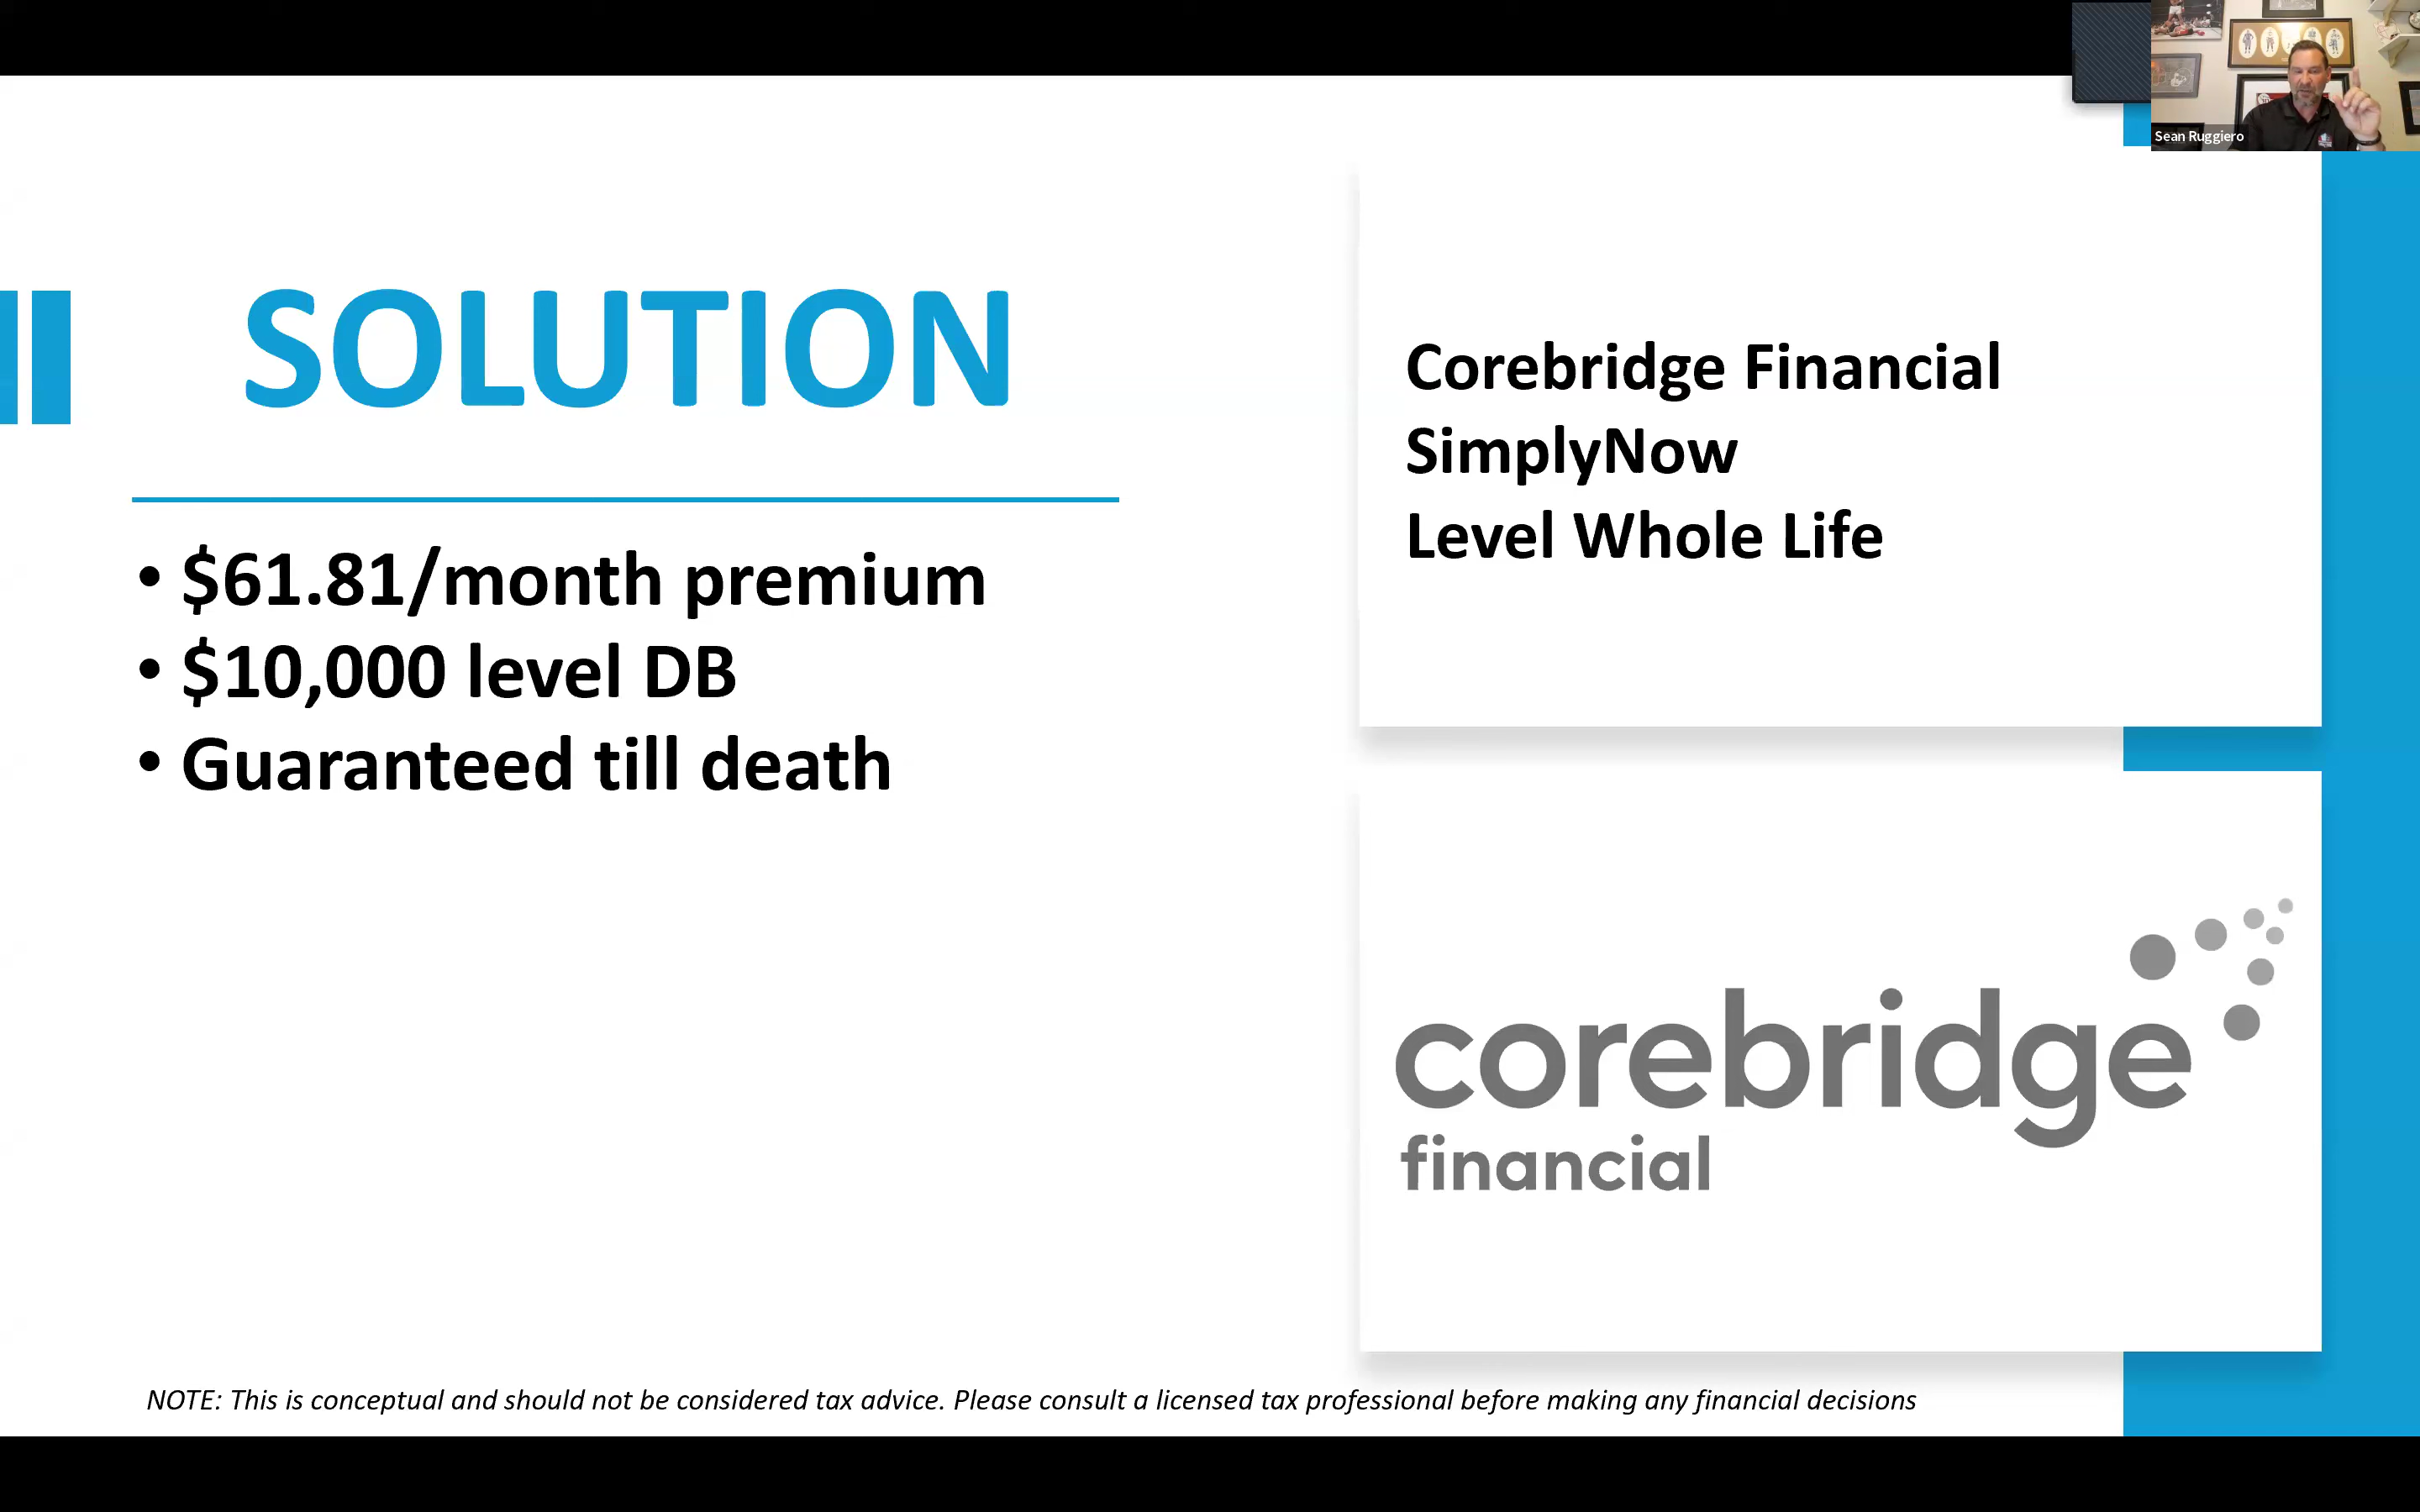 Sean Ruggiero
SOLUTION
• $61.81/month premium
• $10,000 level DB
• Guaranteed till death
Corebridge Financial
SimplyNow
Level Whole Life
corebridge
financial
NOTE: This is conceptual and should not be considered tax advice. Please consult a licensed tax professional before making any financial decisions